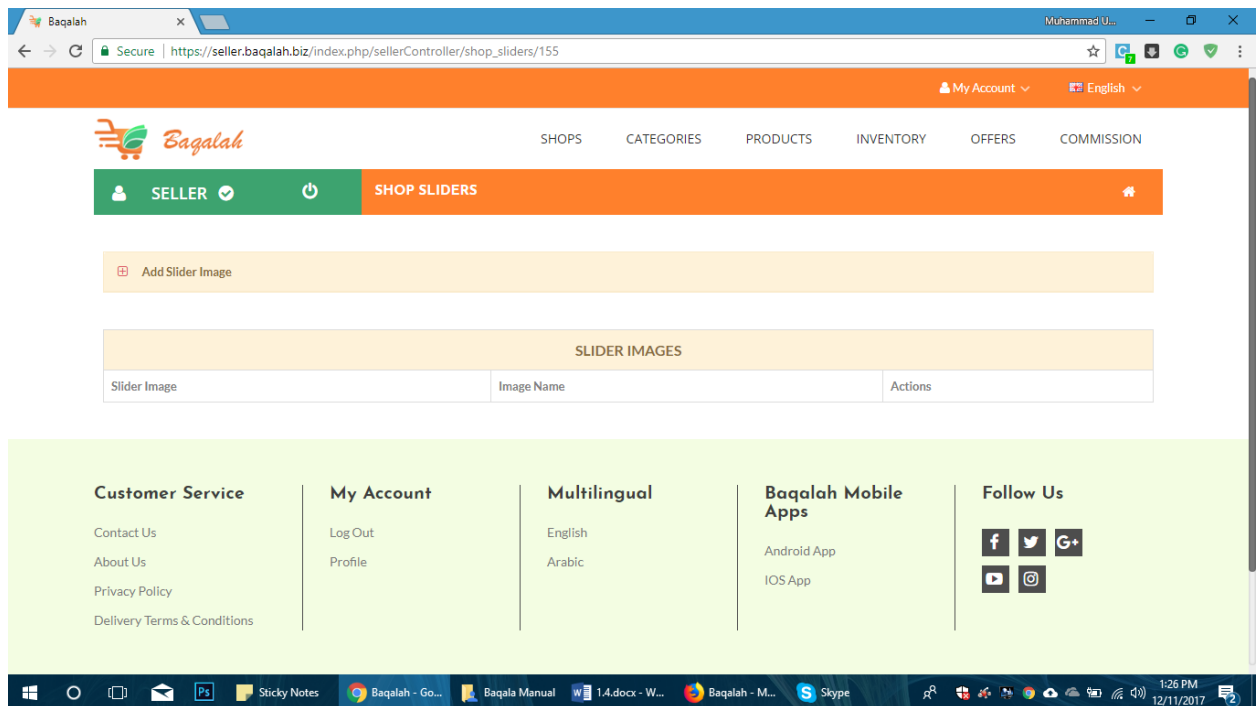 Baqalah
Muhammad U...
Secure | https://seller.baqalah.biz/index.php/sellerController/shop_sliders/155
7
My Account
English
Baqalah
SHOPS CATEGORIES PRODUCTS INVENTORY OFFERS COMMISSION
SELLER
SHOP SLIDERS
Add Slider Image
SLIDER IMAGES
Slider Image Image Name Actions
Customer Service
Contact Us
About Us
Privacy Policy
Delivery Terms & Conditions
My Account
Log Out
Profile
Multilingual
English
Arabic
Baqalah Mobile
Apps
Android App
IOS App
Follow Us
f
G+
Ps Sticky Notes Baqalah - Go... Baqala Manual 1.4.docx - W... Baqalah - M... Skype
1:26 PM
12/11/2017
2